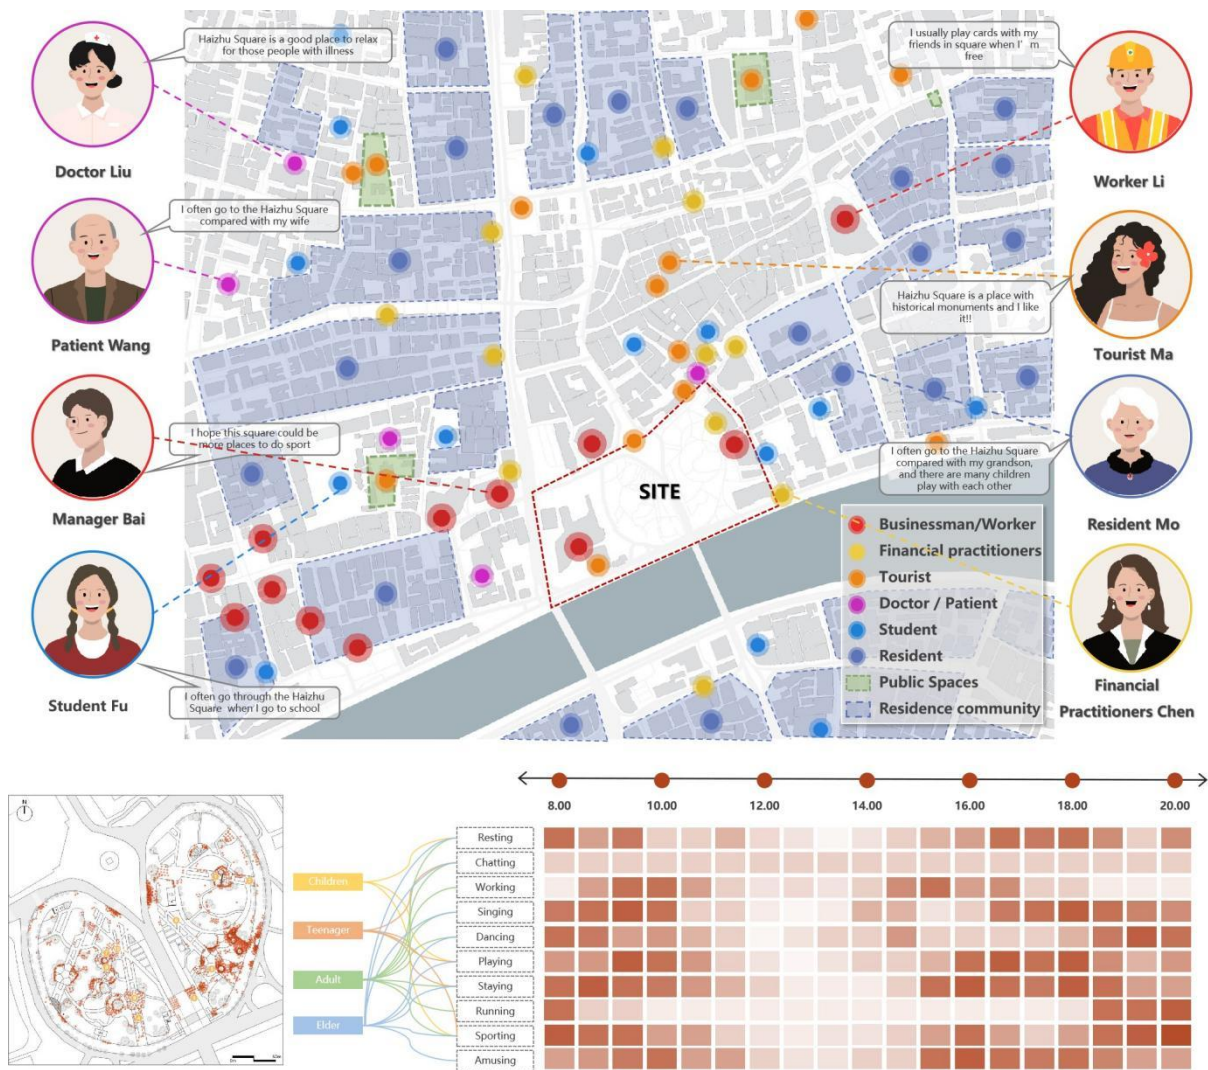 Haizhu Square is a good place to relax
for those people with illness
Doctor Liu
I often go to the Haizhu Square
compared with my wife
Patient Wang
I hope this square could be
more places to do sport
Manager Bai
I often go through the Haizhu
Square when I go to school
Student Fu
I usually play cards with my
friends in square when I' m
free
Worker Li
Haizhu Square is a place with
historical monuments and I like
it!!
Tourist Ma
I often go to the Haizhu Square
compared with my grandson,
and there are many children
play with each other
Resident Mo
Financial
Practitioners Chen
SITE
Businessman/Worker
Financial practitioners
Tourist
Doctor / Patient
Student
Resident
Public Spaces
Residence community
8.00 10.00 12.00 14.00 16.00 18.00 20.00
N
0m
Children
Teenager
Adult
Elder
Resting
Chatting
Working
Singing
Dancing
Playing
Staying
Running
Sporting
Amusing